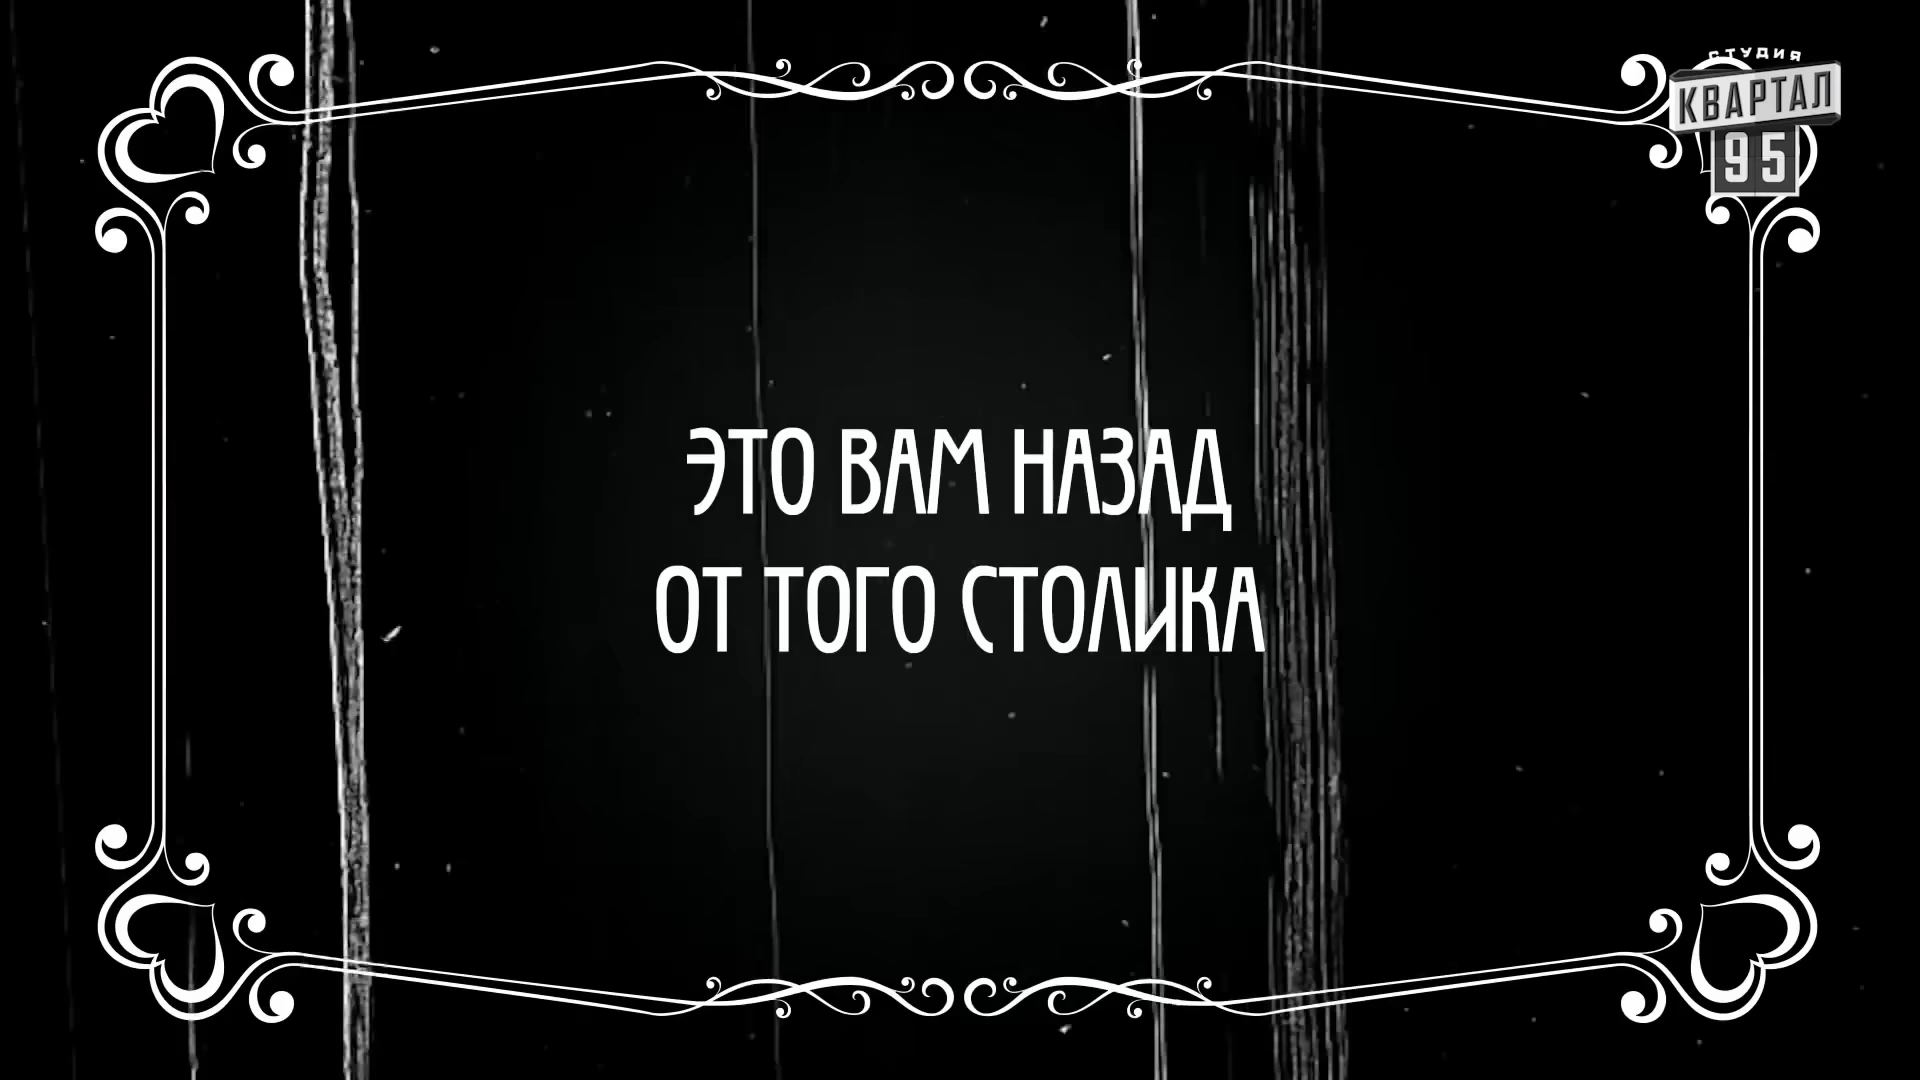 СТУДИЯ
КВАРТАЛ
95
ЭТО ВАМ НАЗАД
ОТ ТОГО СТОЛИКА